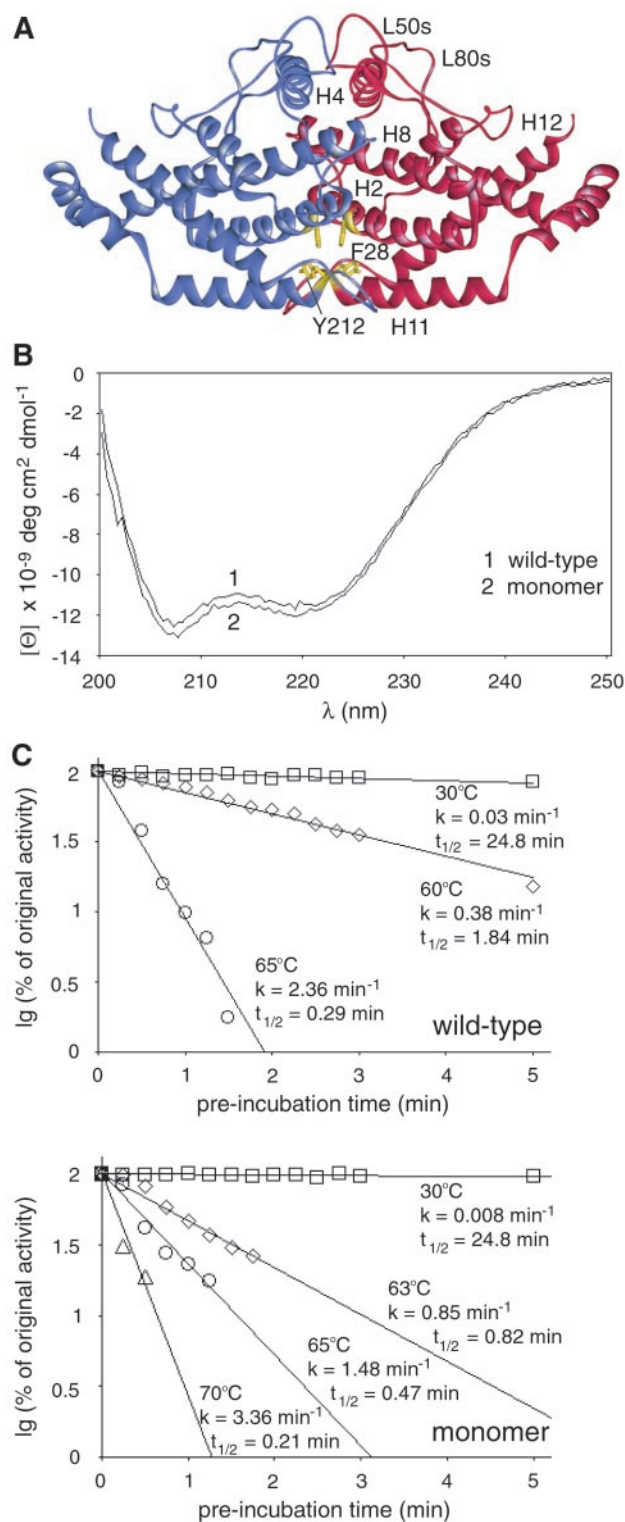 A
L50s
L80s
H4
H8
H12
H2
F28
Y212
H11
B
0
-2
-4
-6
-8
-10
-12
-14
[Θ] x 10⁻⁹ deg cm² dmol⁻¹
1
2
1 wild-type
2 monomer
200 210 220 230 240 250
λ (nm)
C
2
1.5
1
0.5
0
lg (% of original activity)
30°C
k = 0.03 min⁻¹
t1/2 = 24.8 min
60°C
k = 0.38 min⁻¹
t1/2 = 1.84 min
65°C
k = 2.36 min⁻¹
t1/2 = 0.29 min
wild-type
0 1 2 3 4 5
pre-incubation time (min)
2
1.5
1
0.5
0
lg (% of original activity)
30°C
k = 0.008 min⁻¹
t1/2 = 24.8 min
63°C
k = 0.85 min⁻¹
t1/2 = 0.82 min
65°C
k = 1.48 min⁻¹
t1/2 = 0.47 min
70°C
k = 3.36 min⁻¹
t1/2 = 0.21 min
monomer
0 1 2 3 4 5
pre-incubation time (min)